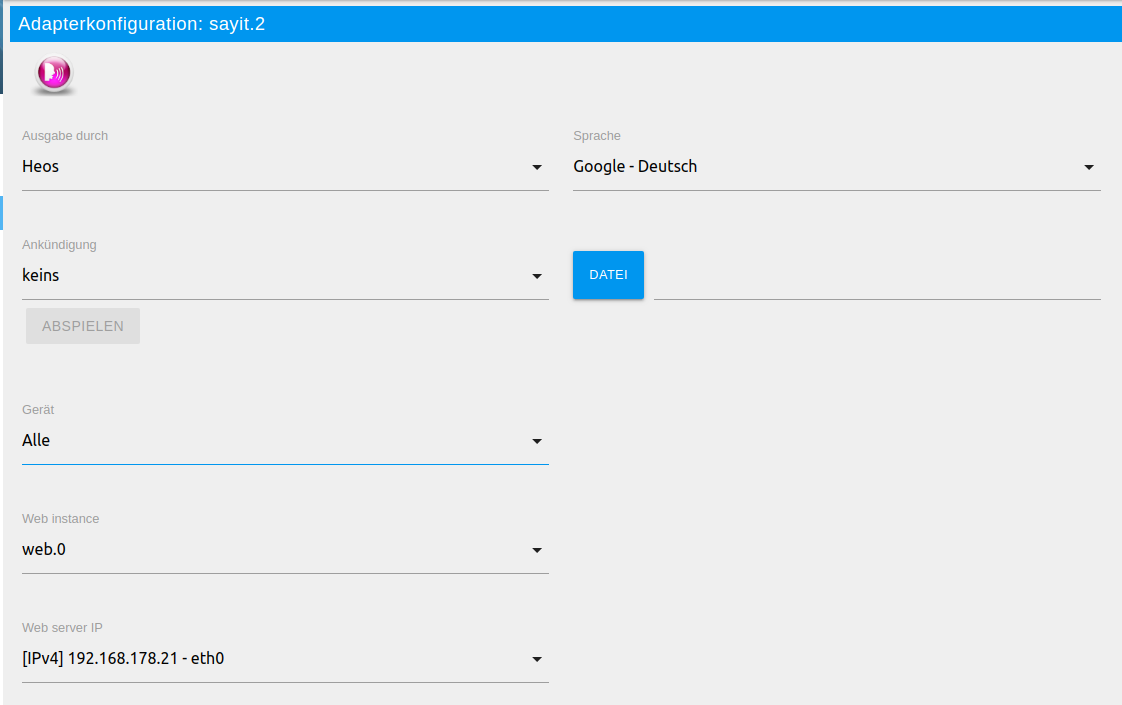 Adapterkonfiguration: sayit.2
Ausgabe durch
Heos
Sprache
Google - Deutsch
Ankündigung
keins
DATEI
ABSPIELEN
Gerät
Alle
Web instance
web.0
Web server IP
[IPv4] 192.168.178.21 - eth0